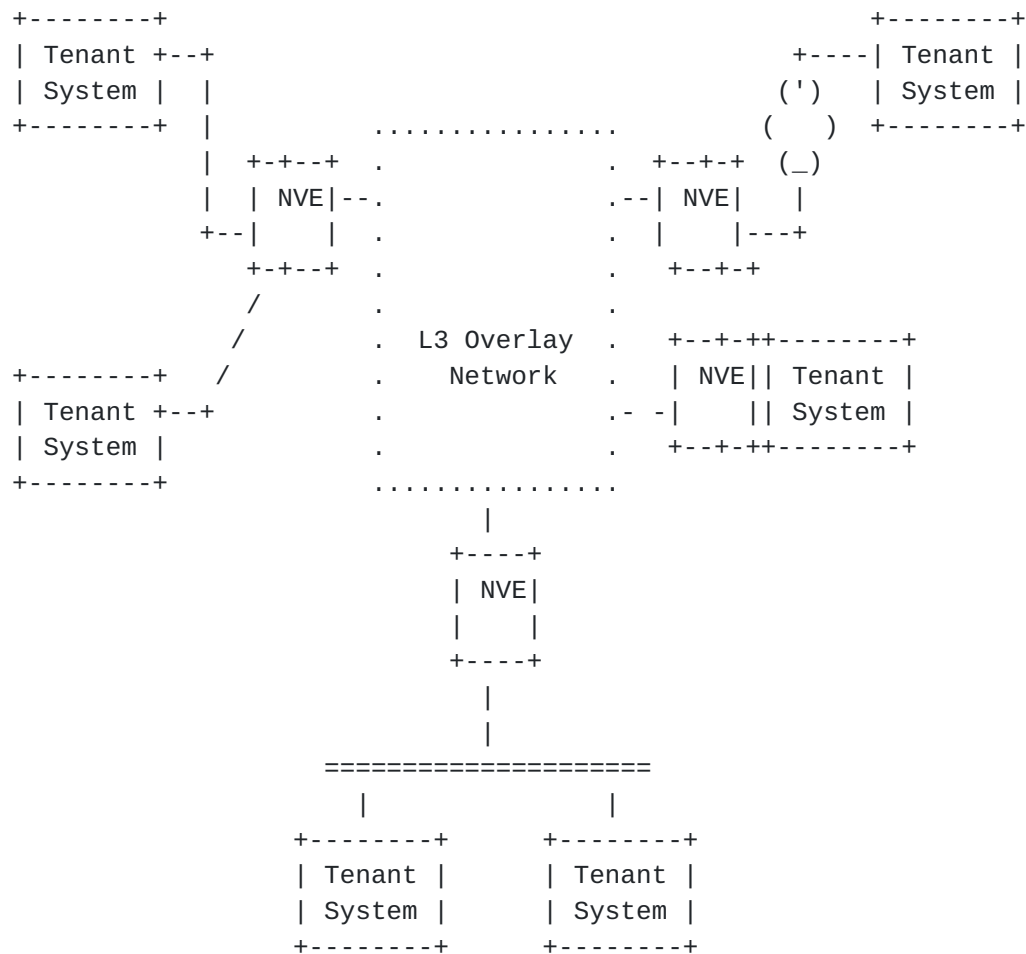 Tenant
System
Tenant
System
NVE
NVE
L3 Overlay
Network
NVE
Tenant
System
Tenant
System
NVE
Tenant
System
Tenant
System